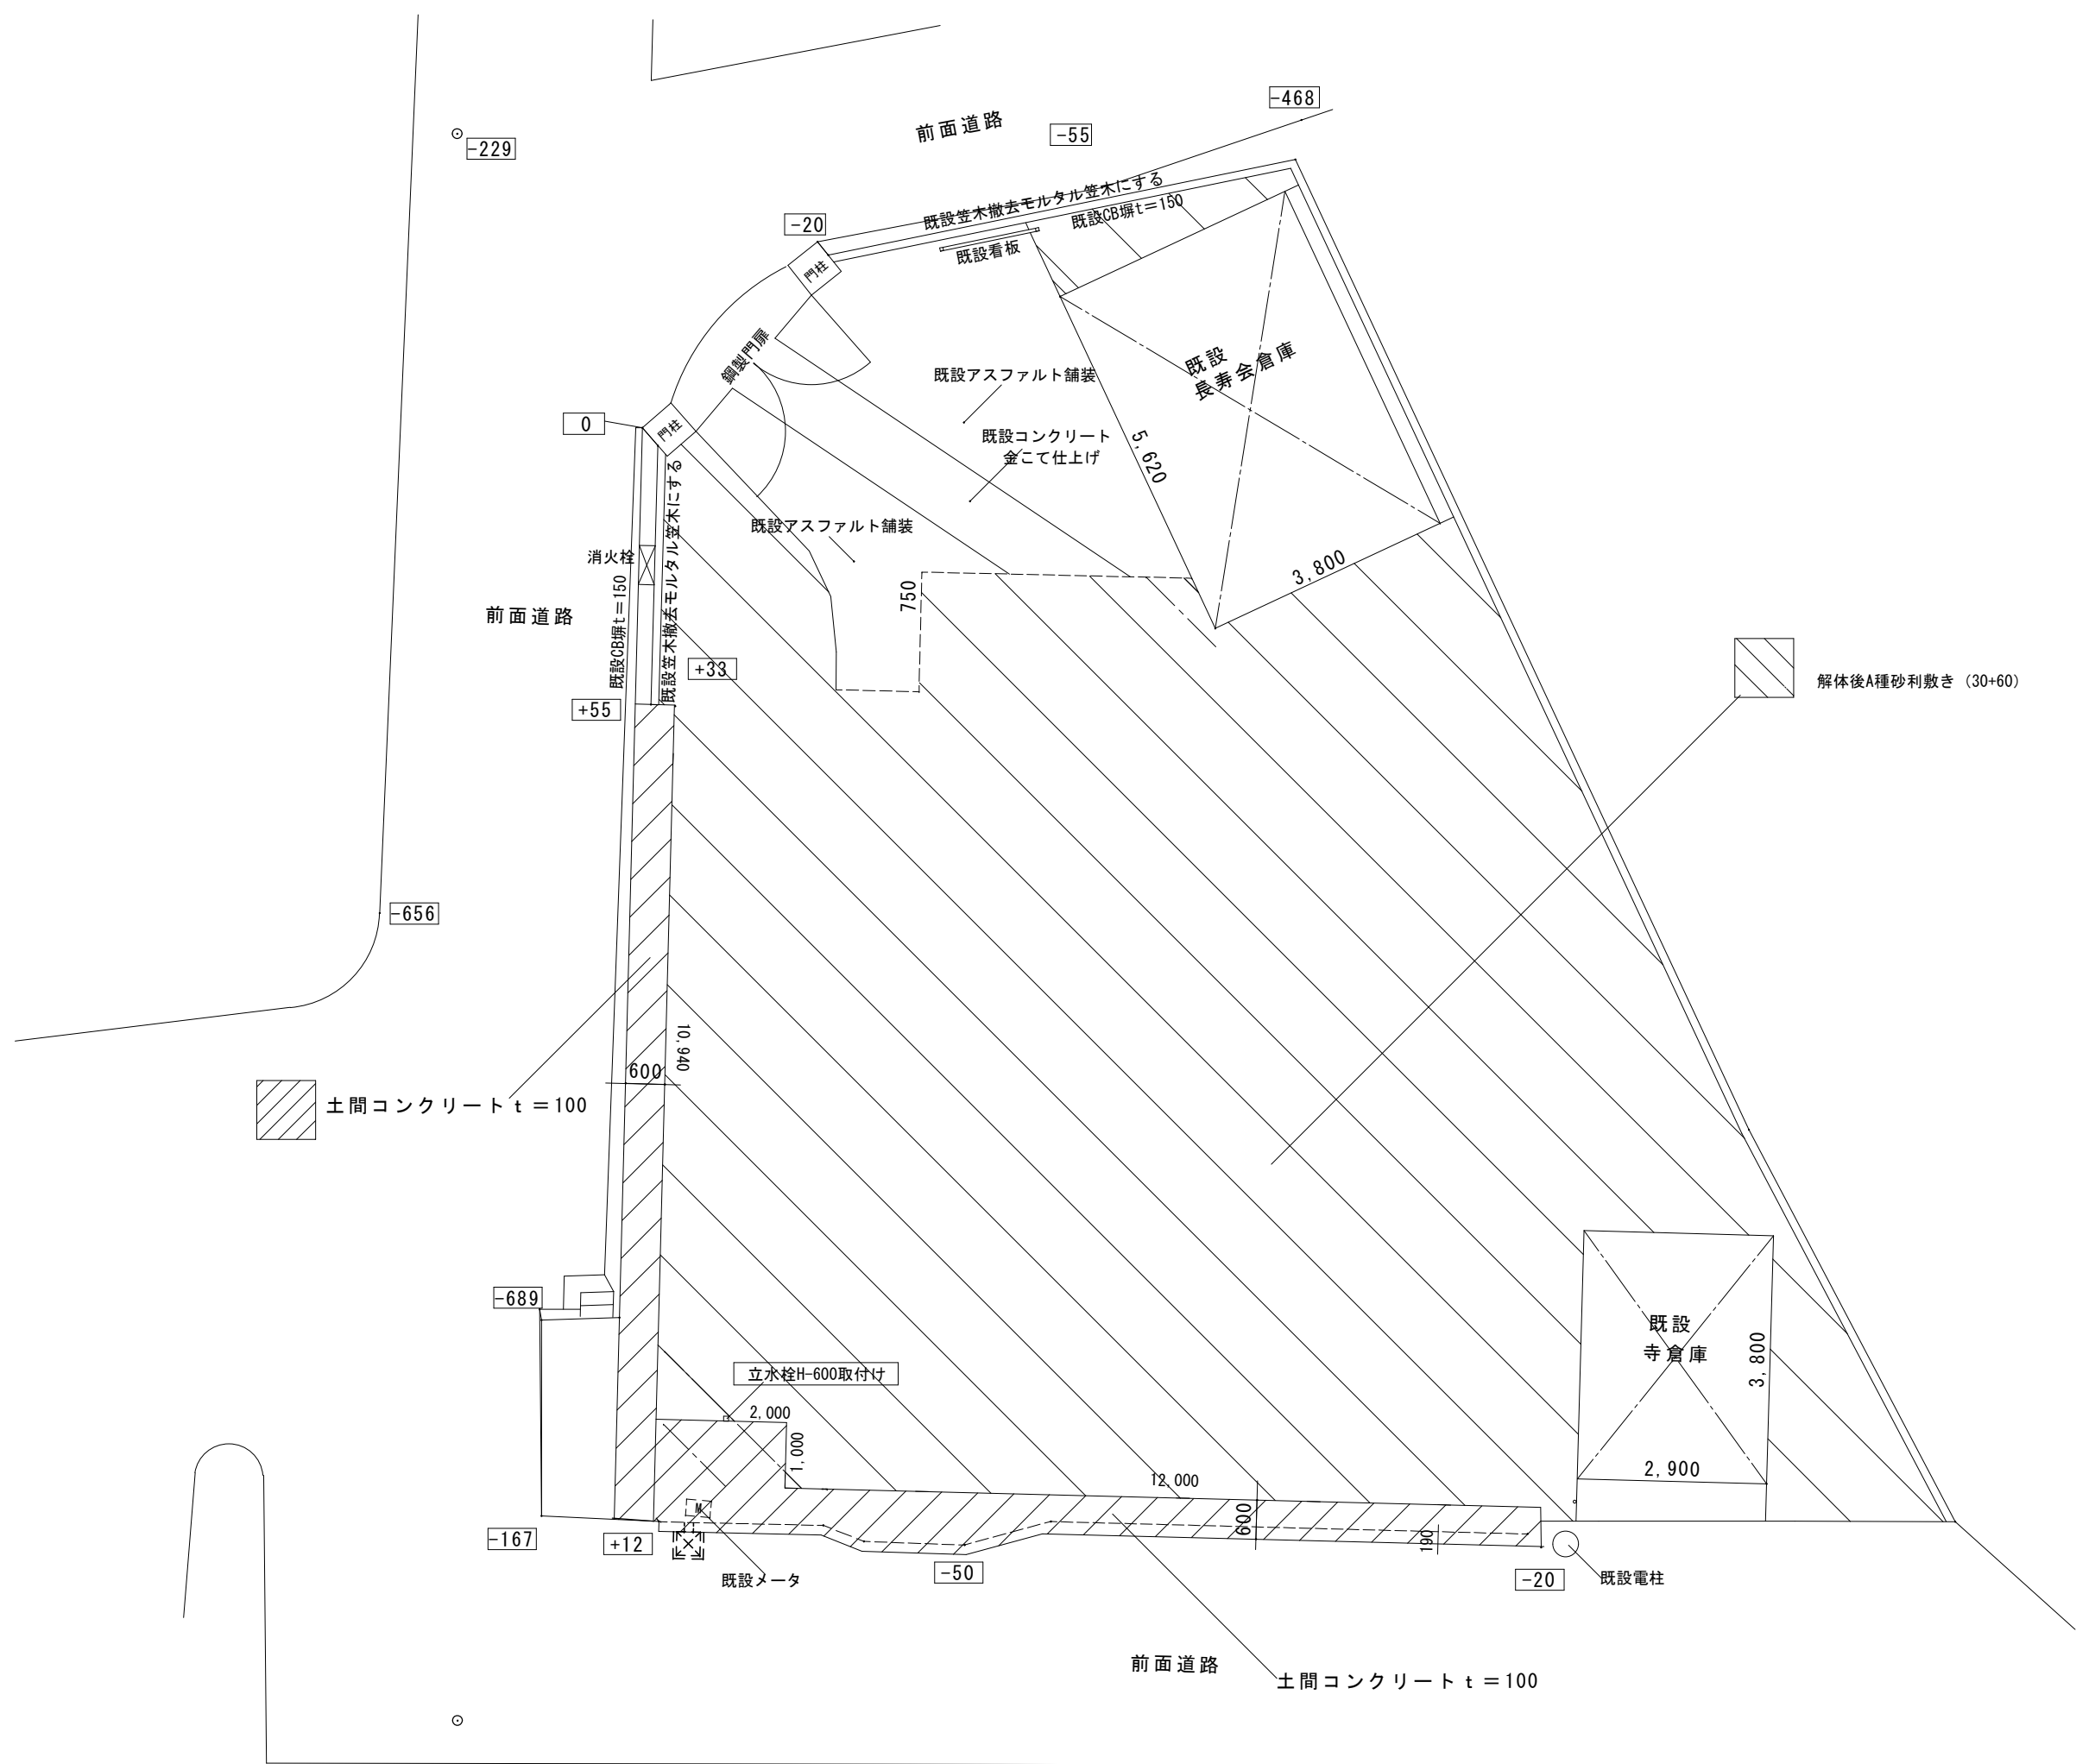 -468
前面道路
-55
-229
既設笠木撤去モルタル笠木にする
既設CB塀t=150
-20
既設看板
門柱
鋼製門扉
既設
長寿会倉庫
既設アスファルト舗装
0
門柱
既設コンクリート
金こて仕上げ
5,620
既設アスファルト舗装
消火栓
3,800
750
前面道路
既設CB塀t=150
既設笠木撤去モルタル笠木にする
+33
+55
解体後A種砂利敷き（30+60）
-656
10,940
600
土間コンクリートt=100
-689
既設
寺倉庫
3,800
立水栓H-600取付け
2,000
1,000
2,900
12,000
M
600
190
-167
+12
-50
-20
既設メータ
既設電柱
前面道路
土間コンクリートt=100